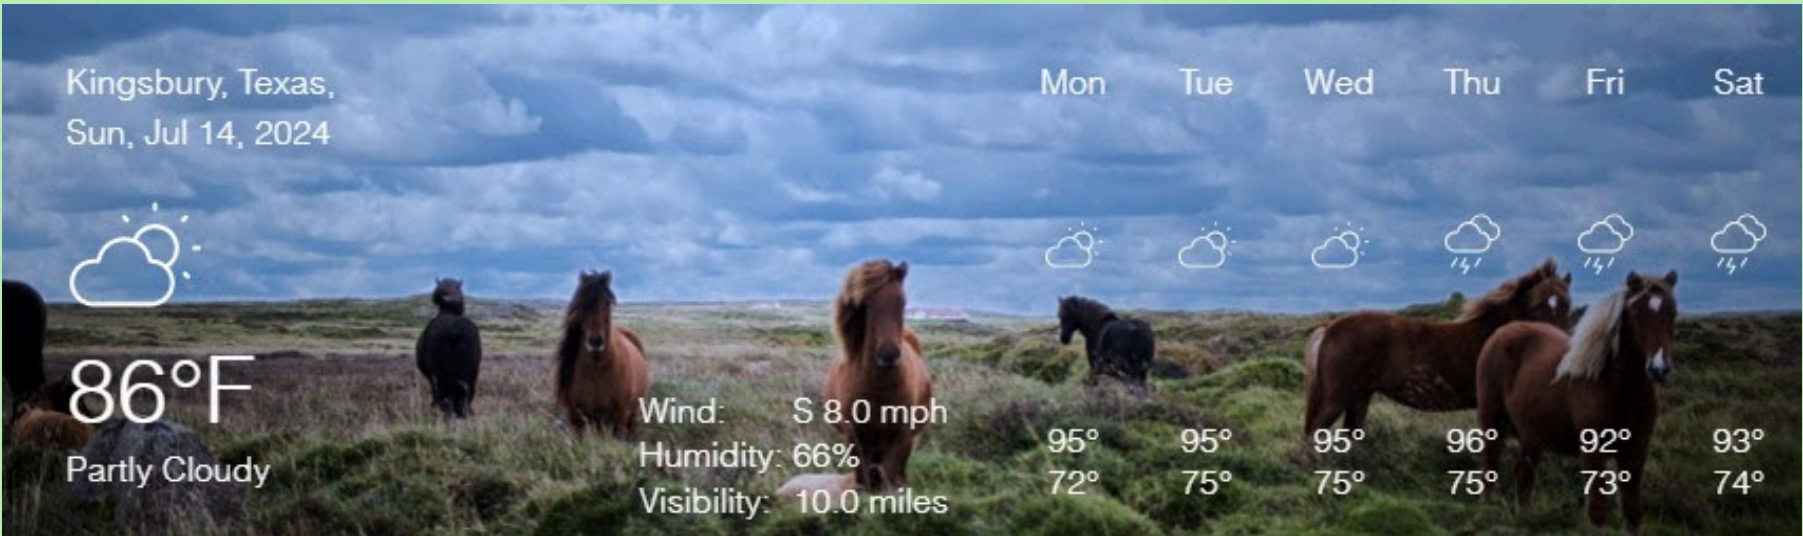 Kingsbury, Texas,
Sun, Jul 14, 2024
86°F
Partly Cloudy
Wind: S 8.0 mph
Humidity: 66%
Visibility: 10.0 miles
Mon Tue Wed Thu Fri Sat
95° 95° 95° 96° 92° 93°
72° 75° 75° 75° 73° 74°